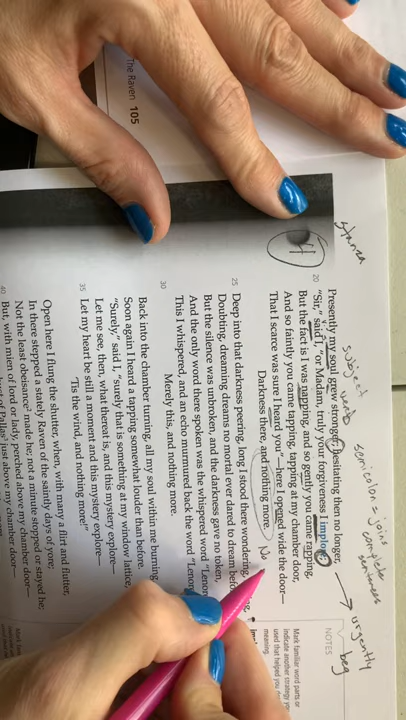 The Raven 105
stanza
H
subject
verb
semicolon = joins
complete
sentences
urgently
beg
NOTES
Mark familiar word parts or
indicate another strategy
used that helped you
meaning.
20 Presently my soul grew stronger; hesitating then no longer,
"Sir," said I, "or Madam, truly your forgiveness I implore;
But the fact is I was napping, and so gently you came rapping,
And so faintly you came tapping, tapping at my chamber door,
That I scarce was sure I heard you"—here I opened wide the door—
Darkness there, and nothing more. No
25 Deep into that darkness peering, long I stood there wondering,
Doubting, dreaming dreams no mortal ever dared to dream
But the silence was unbroken, and the darkness gave no token,
And the only word there spoken was the whispered word
This I whispered, and an echo murmured back the word
30 Merely this, and nothing more.
Back into the chamber turning, all my soul within me burning,
Soon again I heard a tapping somewhat louder than before.
"Surely," said I, "surely that is something at my window lattice;
Let me see, then, what thereat is, and this mystery explore—
35 Let my heart be still a moment and this mystery explore—
'Tis the wind, and nothing more!"
Open here I flung the shutter, when, with many a flirt and flutter,
In there stepped a stately Raven of the saintly days of yore;
Not the least obeisance made he; not a minute stopped or stayed he;
40 But, with mien of lord or lady, perched above my chamber door—
just above my chamber door—